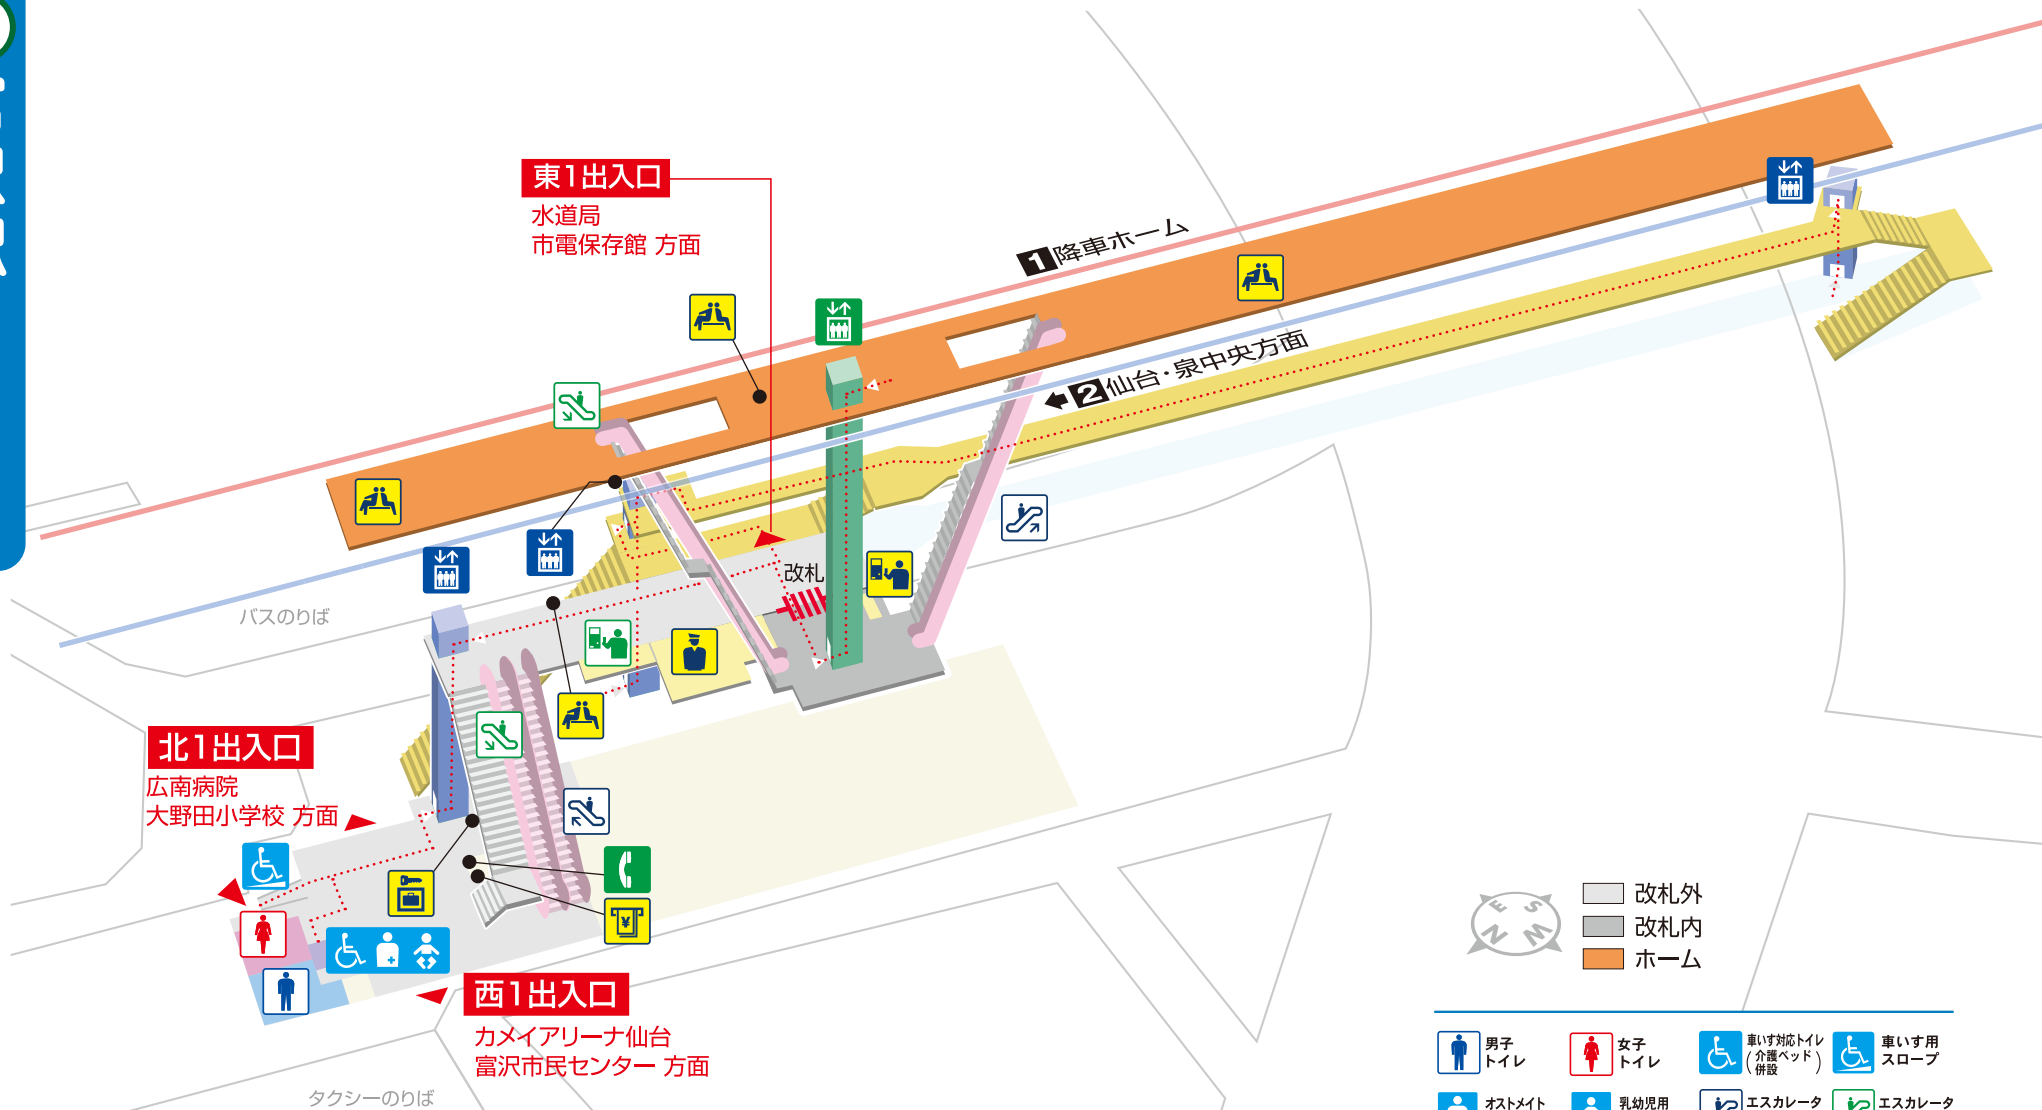 東1出入口
水道局
市電保存館 方面
1降車ホーム
2仙台・泉中央方面
改札
バスのりば
北1出入口
広南病院
大野田小学校 方面
¥
西1出入口
カメイアリーナ仙台
富沢市民センター 方面
タクシーのりば
E S
N W
改札外
改札内
ホーム
男子
トイレ
女子
トイレ
車いす対応トイレ
(介護ベッド)
併設
車いす用
スロープ
オストメイト
乳幼児用
エスカレータ
エスカレータ